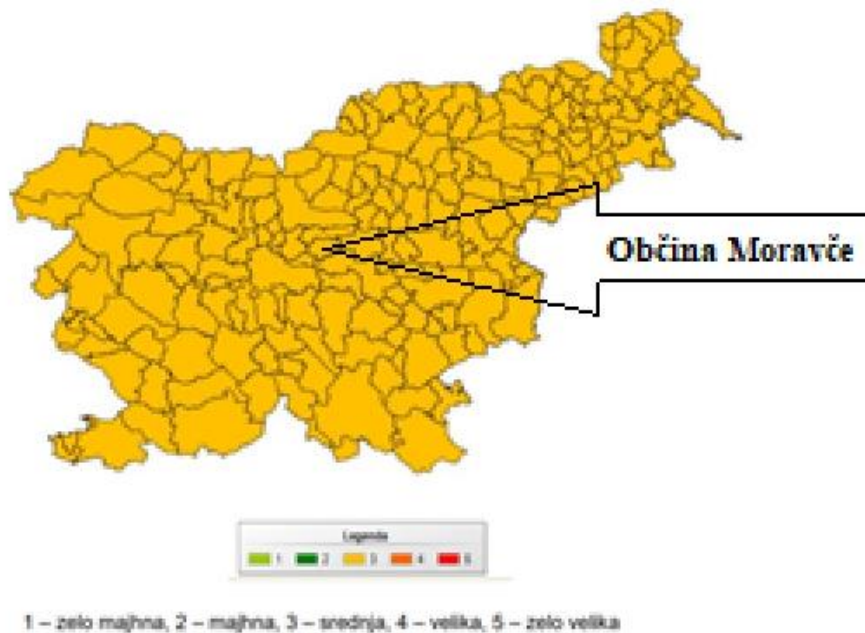 Občina Moravče
Legenda
1 2 3 4 5
1 – zelo majhna, 2 – majhna, 3 – srednja, 4 – velika, 5 – zelo velika